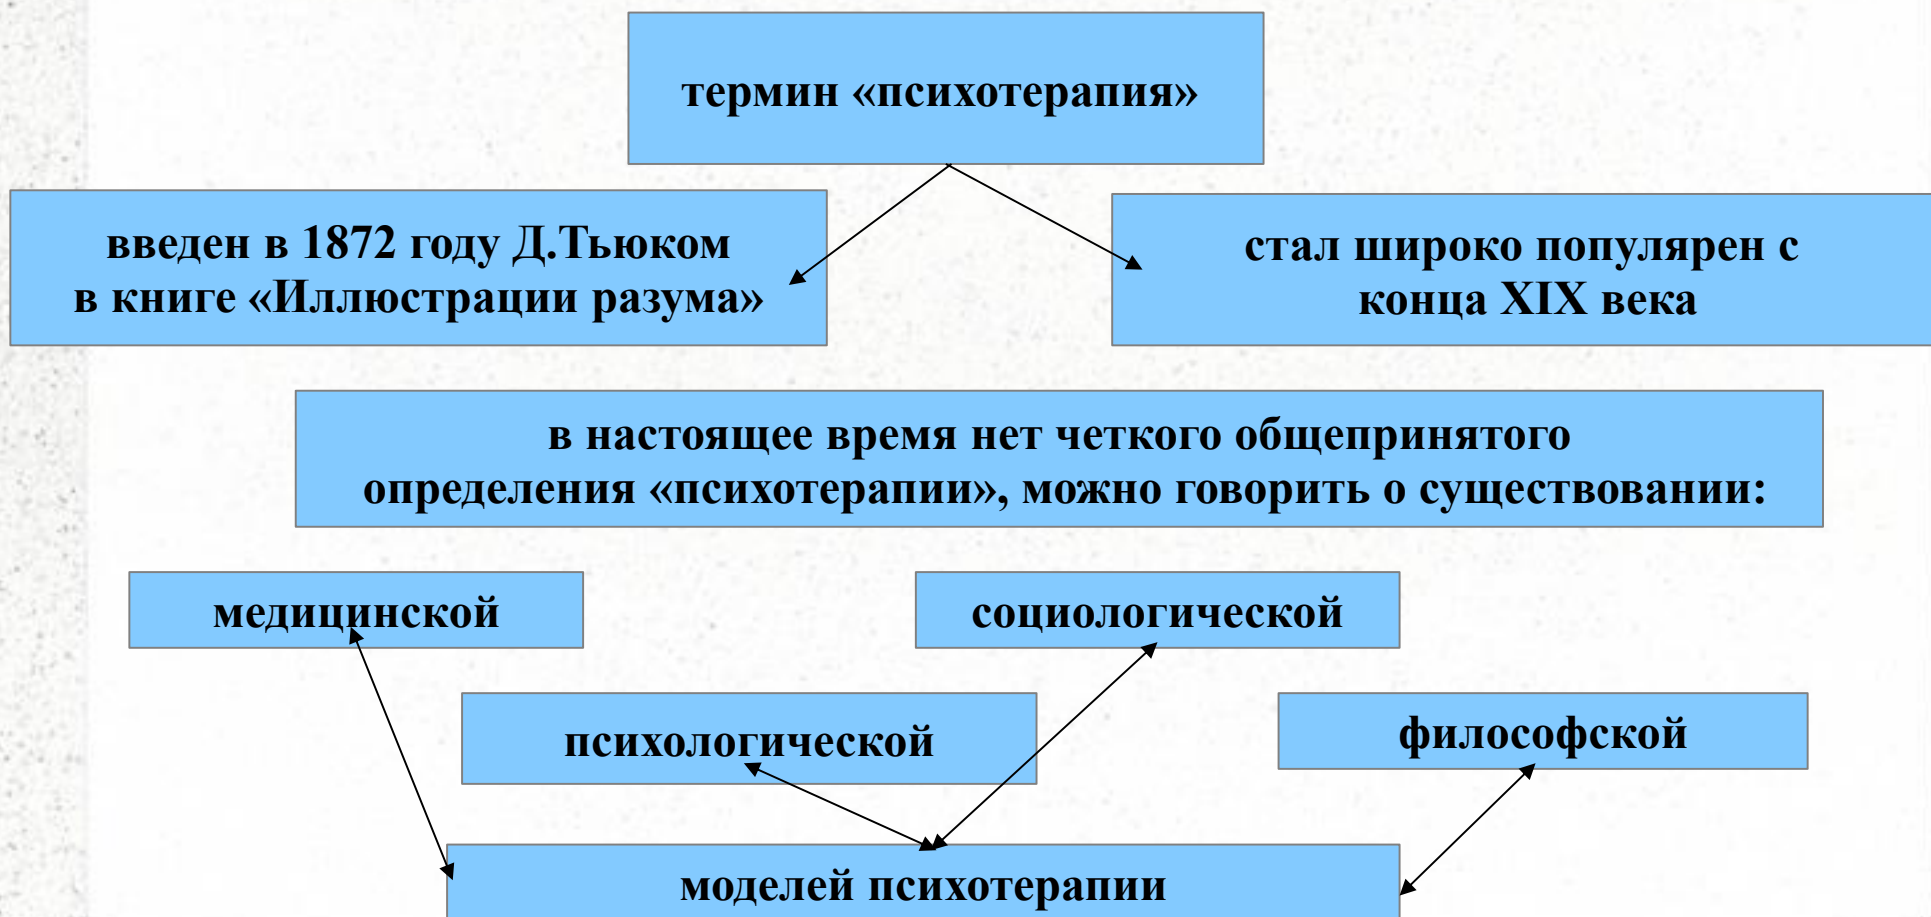 термин «психотерапия»
введен в 1872 году Д.Тьюком
в книге «Иллюстрации разума»
стал широко популярен с
конца XIX века
в настоящее время нет четкого общепринятого
определения «психотерапии», можно говорить о существовании:
медицинской
социологической
психологической
философской
моделей психотерапии